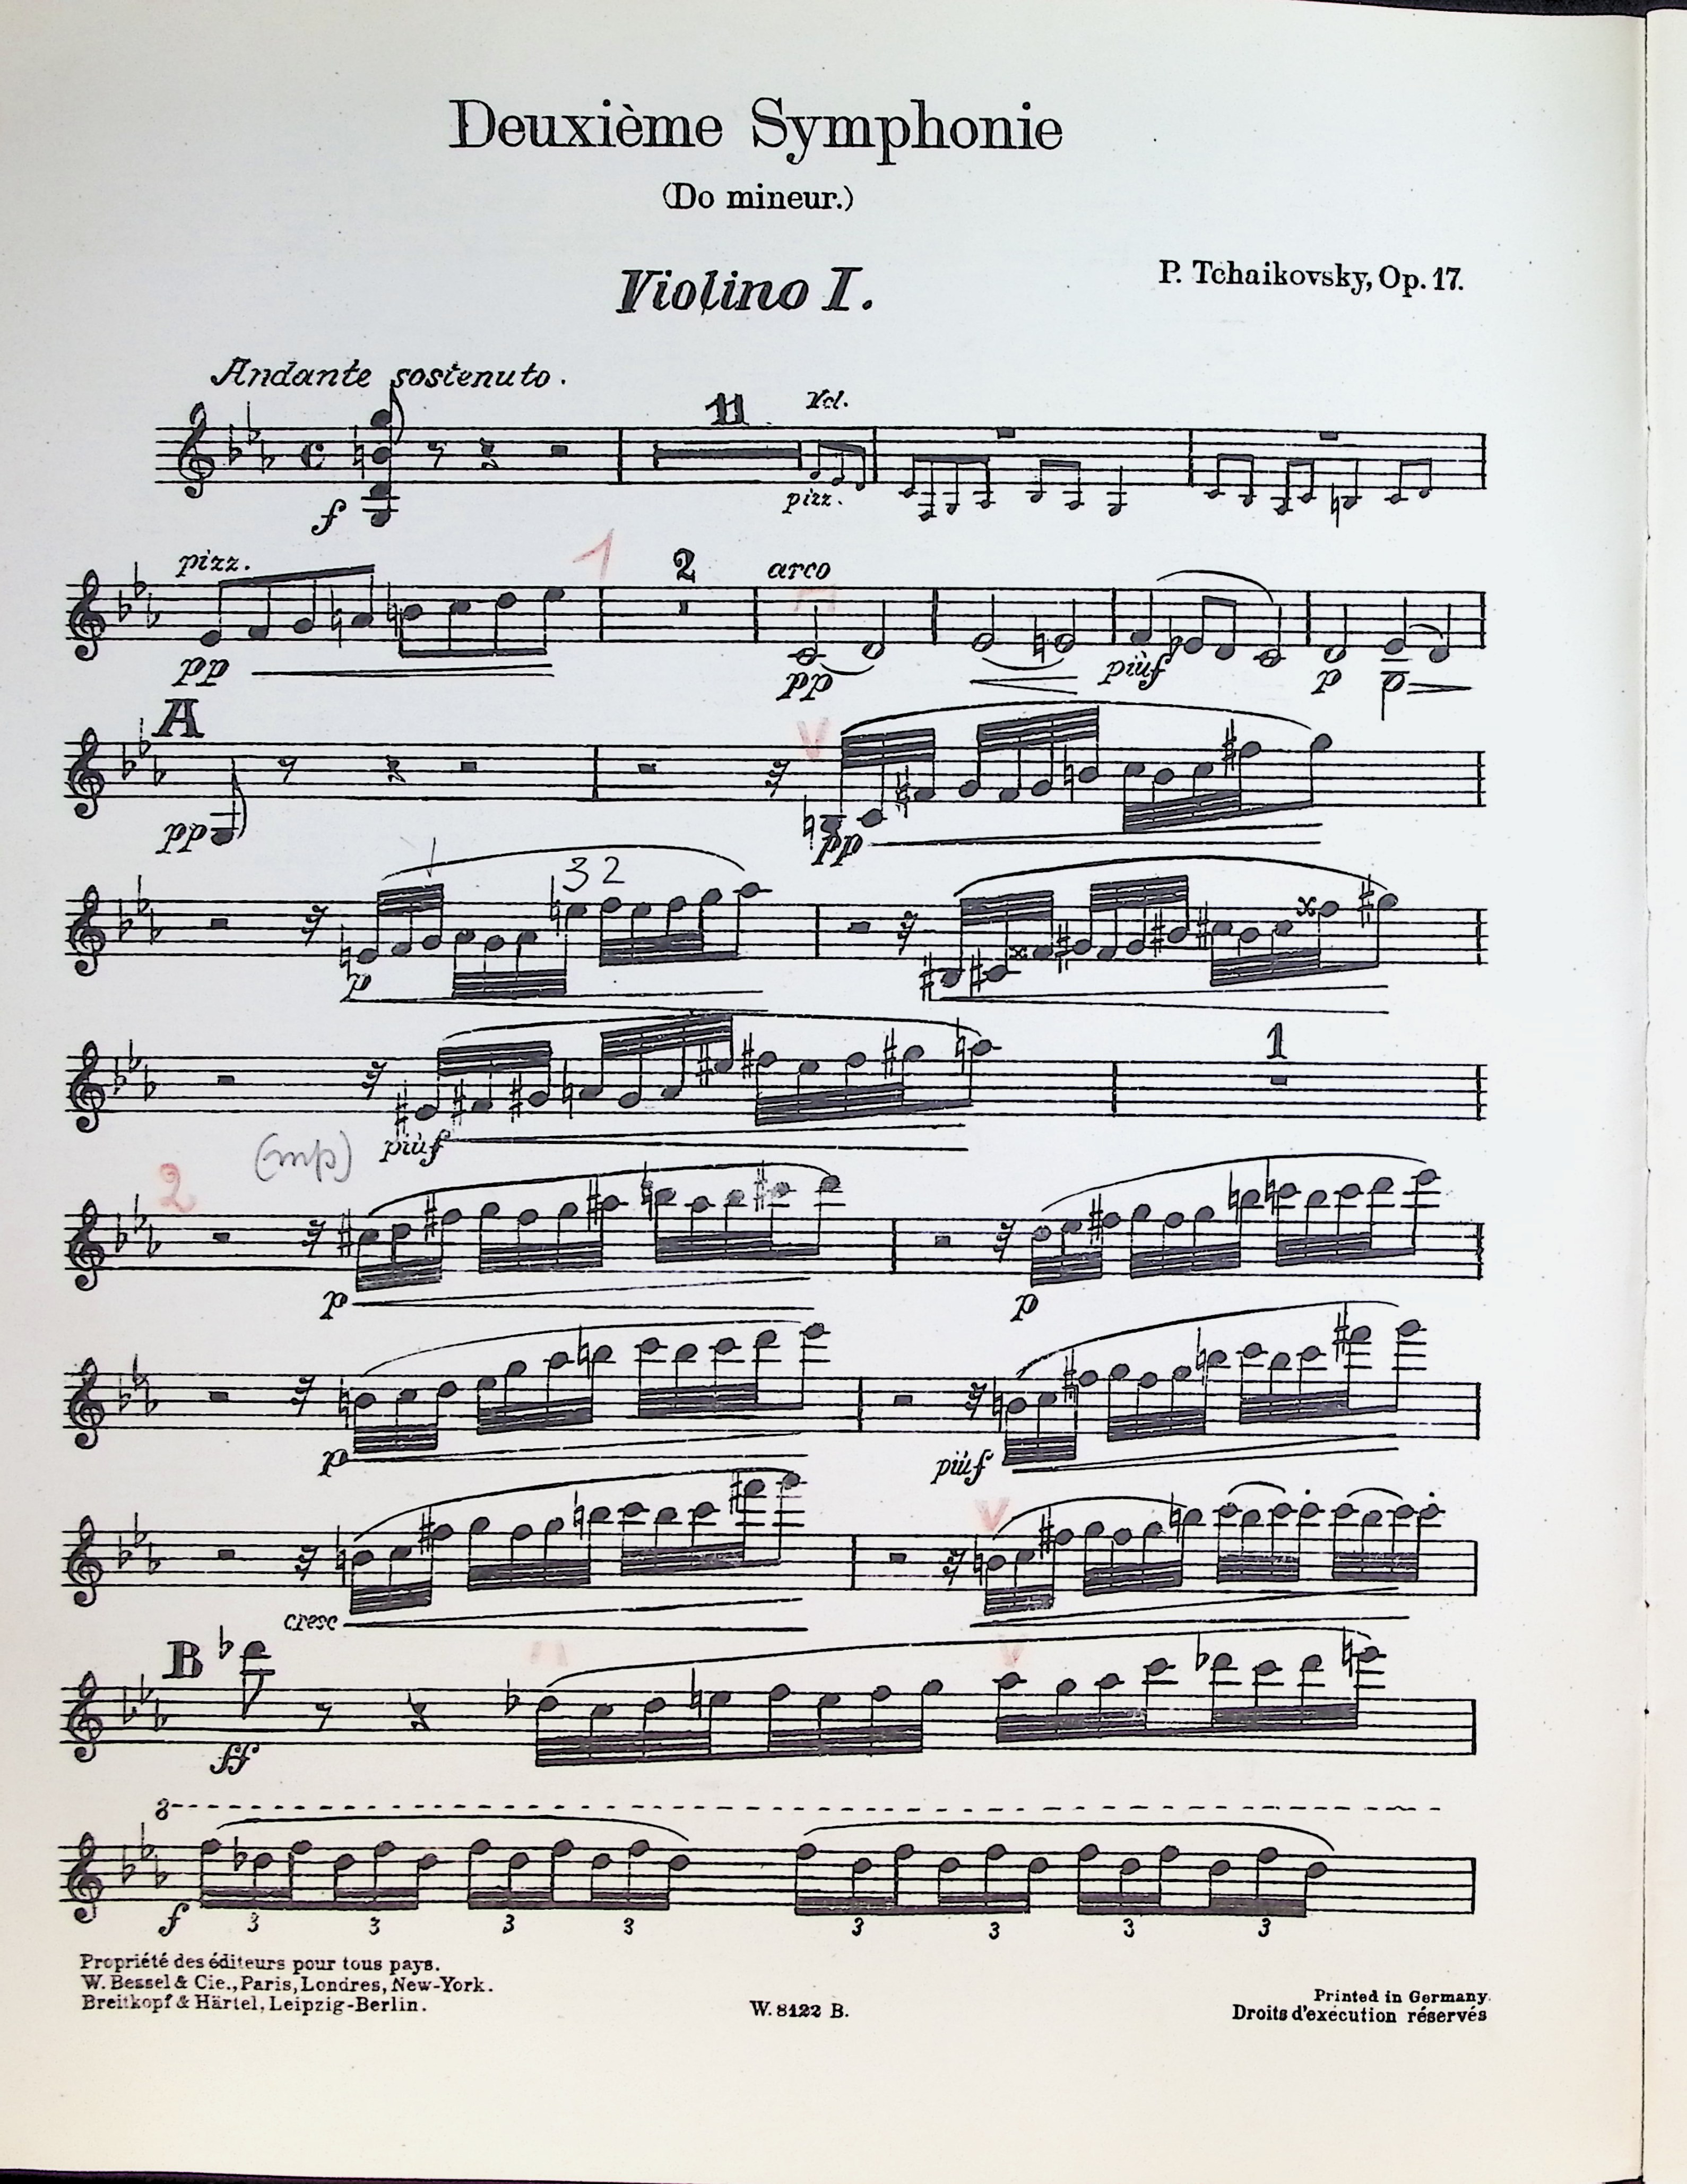 Deuxième Symphonie
(Do mineur.)
Violino I.
P. Tchaikovsky, Op. 17.
Andante sostenuto.
11
Vcl.
f
pizz.
pizz.
1
2
arco
pp
pp
più f
p
p
A
pp
pp
32
p
p
1
più f
(mp)
2
p
p
p
più f
cresc
B
ff
8
f
3 3 3 3 3 3 3 3
Propriété des éditeurs pour tous pays.
W. Bessel & Cie., Paris, Londres, New-York.
Breitkopf & Härtel, Leipzig-Berlin.
W. 8122 B.
Printed in Germany.
Droits d'exécution réservés